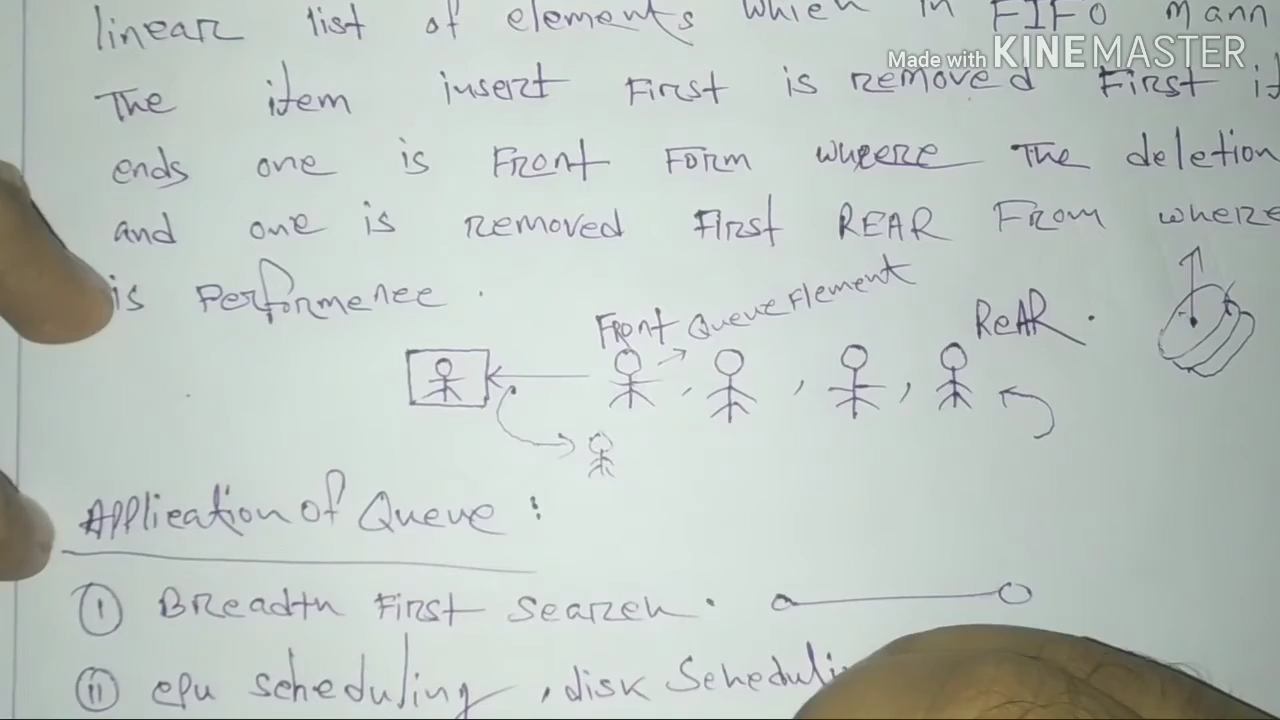 linear list of elements which in FIFO mann
Made with KINEMASTER
The item insert First is removed First it
ends one is Front Form where the deletion
and one is removed First REAR From where
is Performence .
Front Queue Element
ReAR .
Application of Queue :
i Breadth First Search .
ii cpu scheduling , disk Scheduli